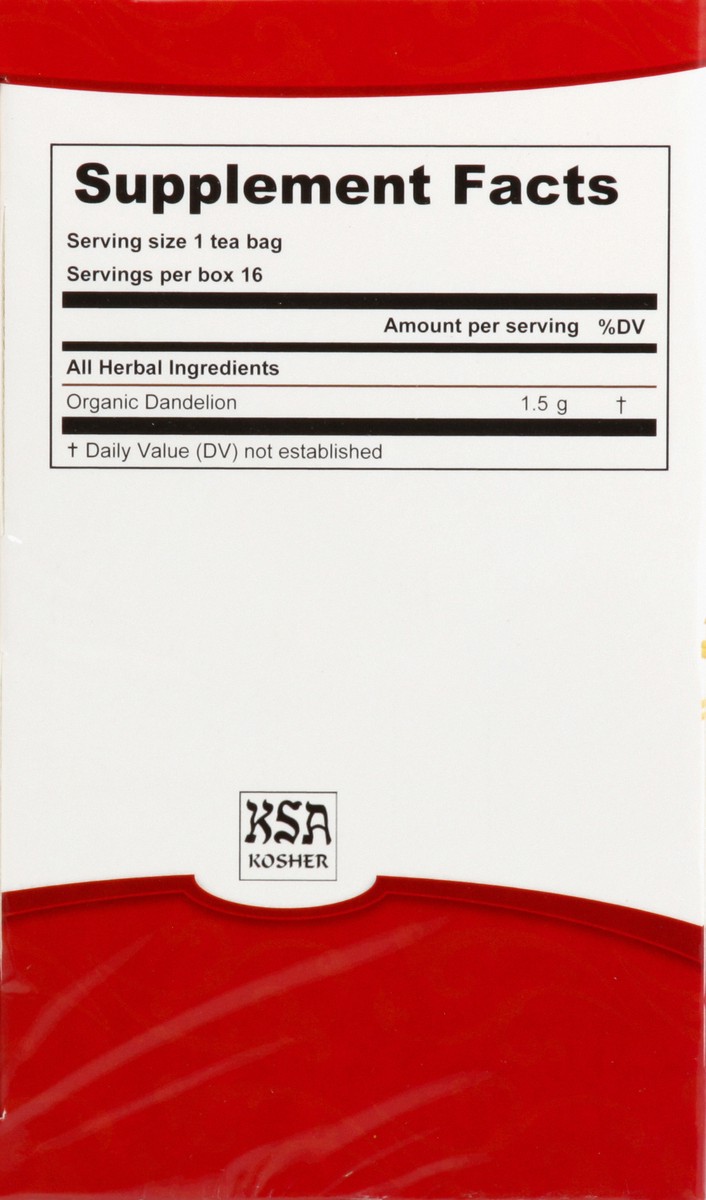 Supplement Facts
Serving size 1 tea bag
Servings per box 16
Amount per serving %DV
All Herbal Ingredients
Organic Dandelion 1.5 g †
† Daily Value (DV) not established
KSA
KOSHER